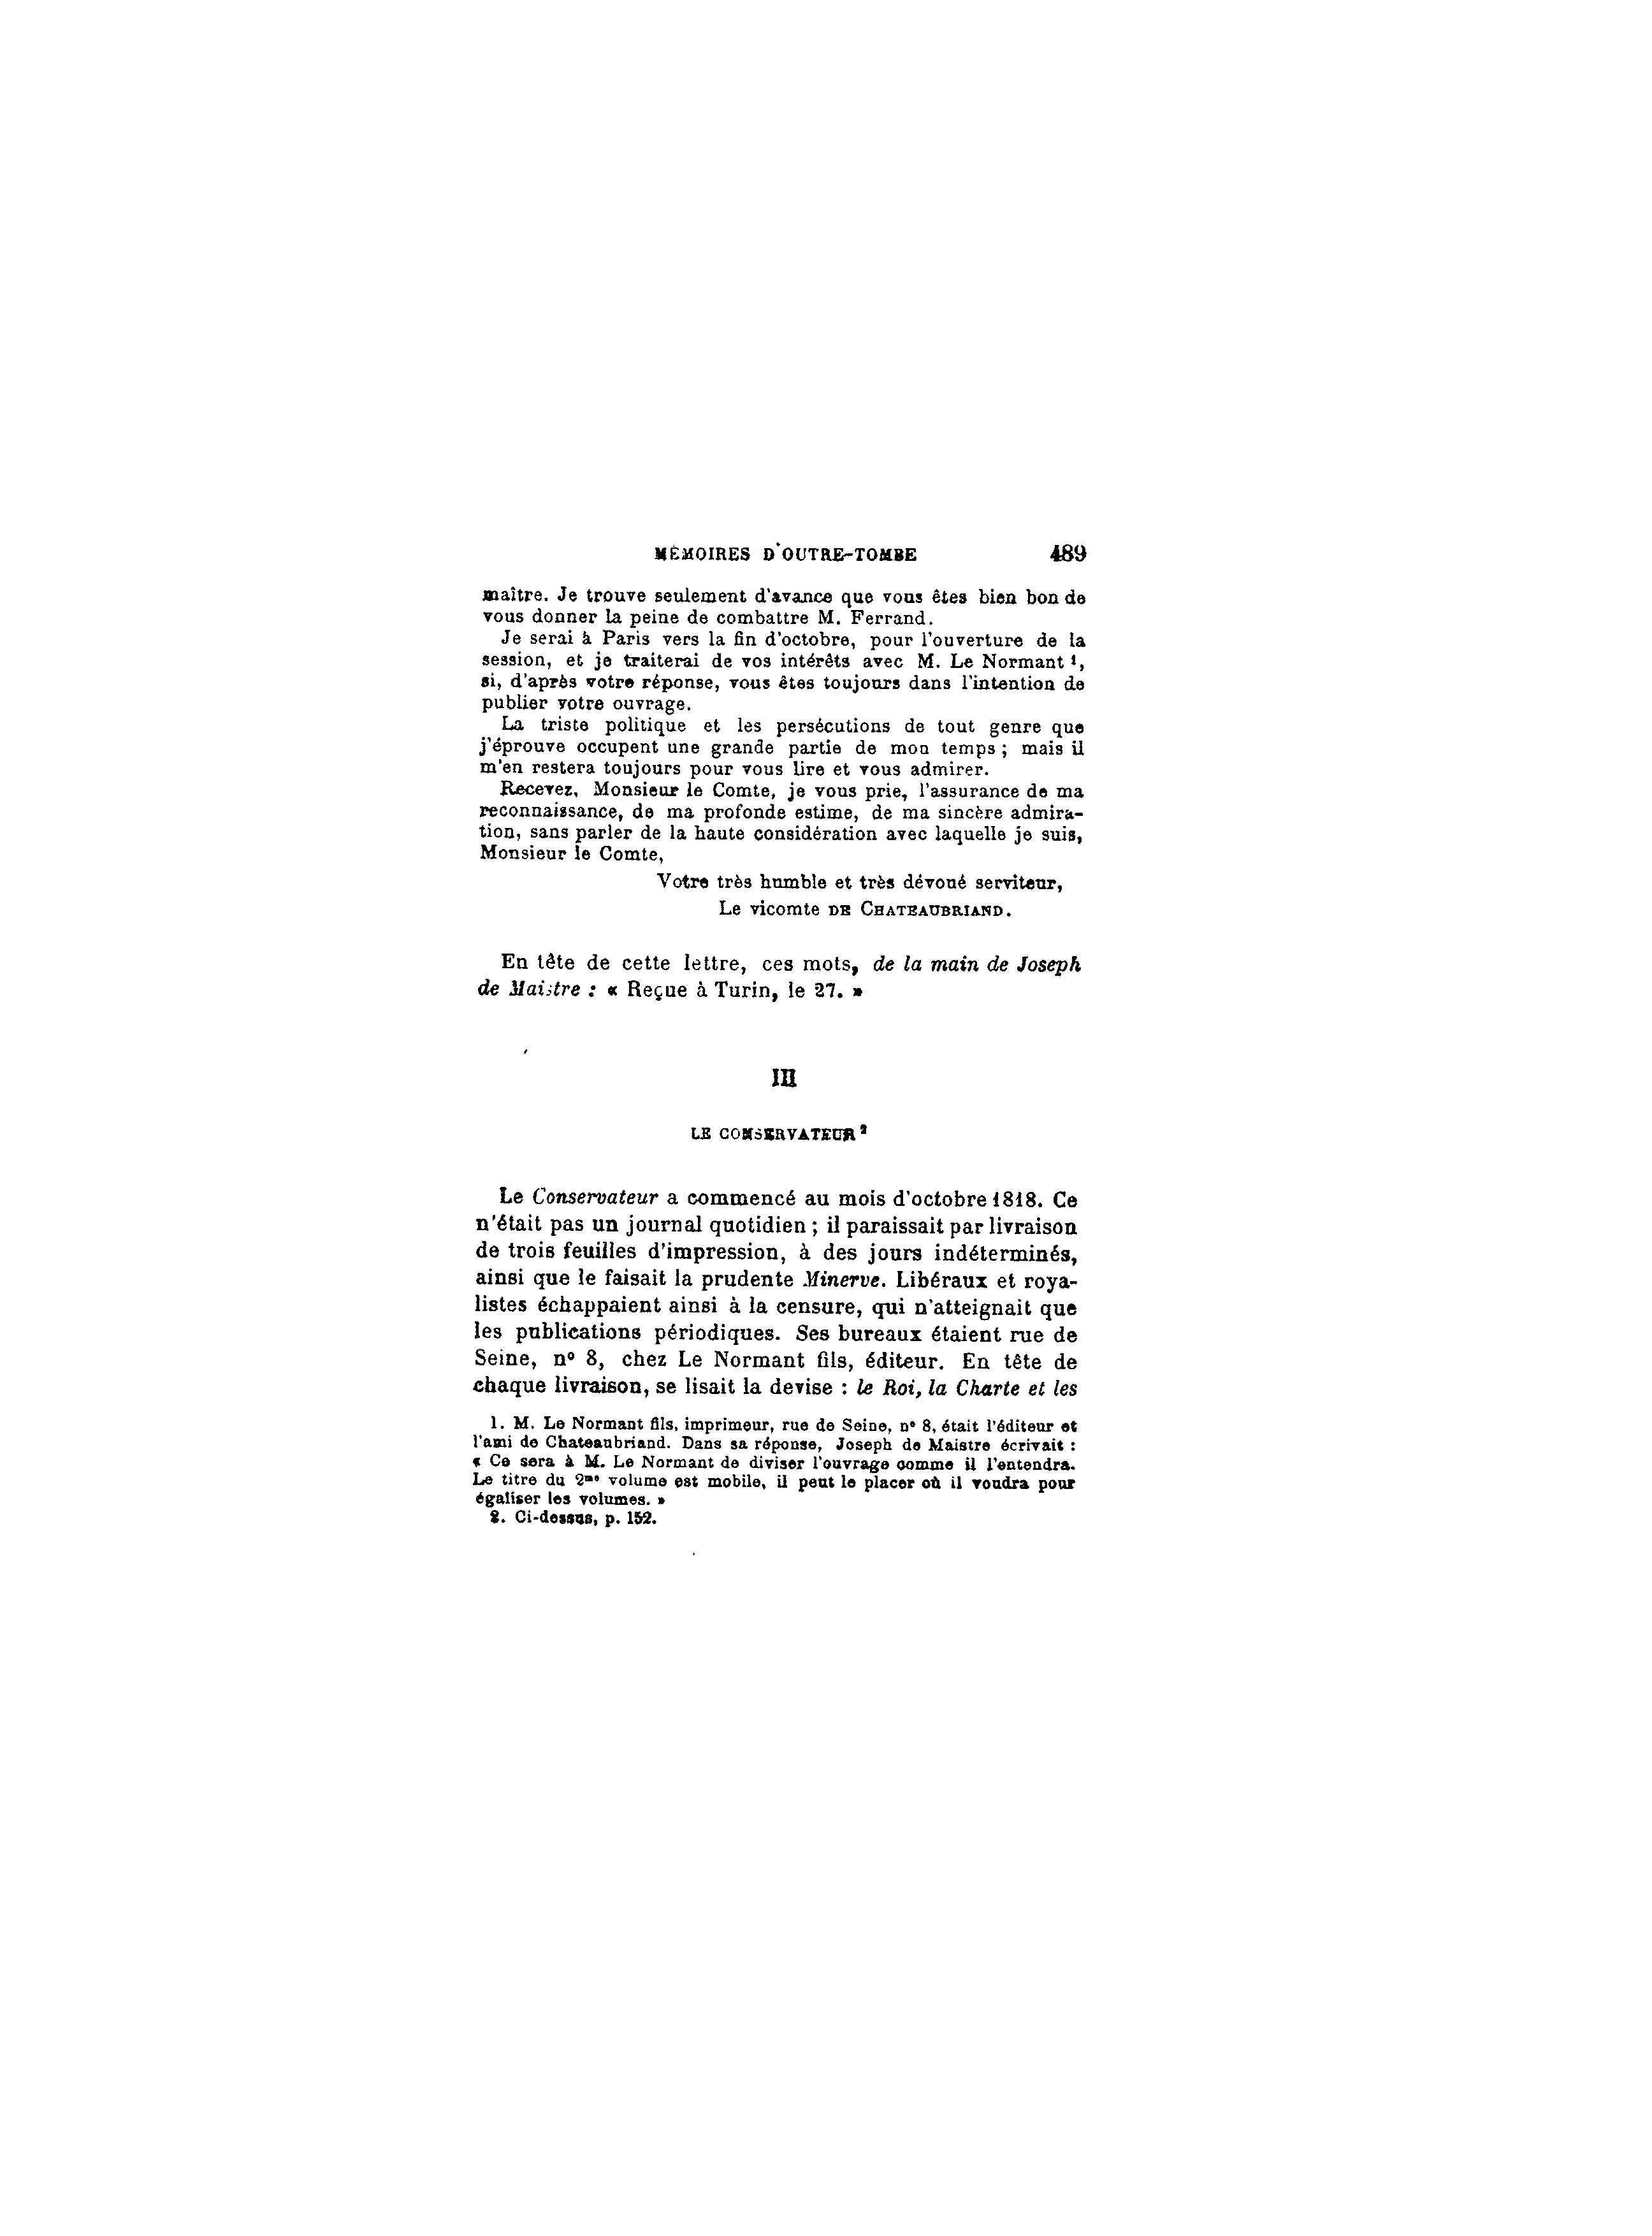 MÉMOIRES D'OUTRE-TOMBE 489
maître. Je trouve seulement d'avance que vous êtes bien bon de
vous donner la peine de combattre M. Ferrand.
Je serai à Paris vers la fin d'octobre, pour l'ouverture de la
session, et je traiterai de vos intérêts avec M. Le Normant ¹,
si, d'après votre réponse, vous êtes toujours dans l'intention de
publier votre ouvrage.
La triste politique et les persécutions de tout genre que
j'éprouve occupent une grande partie de mon temps ; mais il
m'en restera toujours pour vous lire et vous admirer.
Recevez, Monsieur le Comte, je vous prie, l'assurance de ma
reconnaissance, de ma profonde estime, de ma sincère admira-
tion, sans parler de la haute considération avec laquelle je suis,
Monsieur le Comte,
Votre très humble et très dévoué serviteur,
Le vicomte DE CHATEAUBRIAND.
En tête de cette lettre, ces mots, de la main de Joseph
de Maistre : « Reçue à Turin, le 27. »
III
LE CONSERVATEUR ²
Le Conservateur a commencé au mois d'octobre 1818. Ce
n'était pas un journal quotidien ; il paraissait par livraison
de trois feuilles d'impression, à des jours indéterminés,
ainsi que le faisait la prudente Minerve. Libéraux et roya-
listes échappaient ainsi à la censure, qui n'atteignait que
les publications périodiques. Ses bureaux étaient rue de
Seine, nº 8, chez Le Normant fils, éditeur. En tête de
chaque livraison, se lisait la devise : le Roi, la Charte et les
1. M. Le Normant fils, imprimeur, rue de Seine, nº 8, était l'éditeur et
l'ami de Chateaubriand. Dans sa réponse, Joseph de Maistre écrivait :
« Ce sera à M. Le Normant de diviser l'ouvrage comme il l'entendra.
Le titre du 2me volume est mobile, il peut le placer où il voudra pour
égaliser les volumes. »
2. Ci-dessus, p. 152.